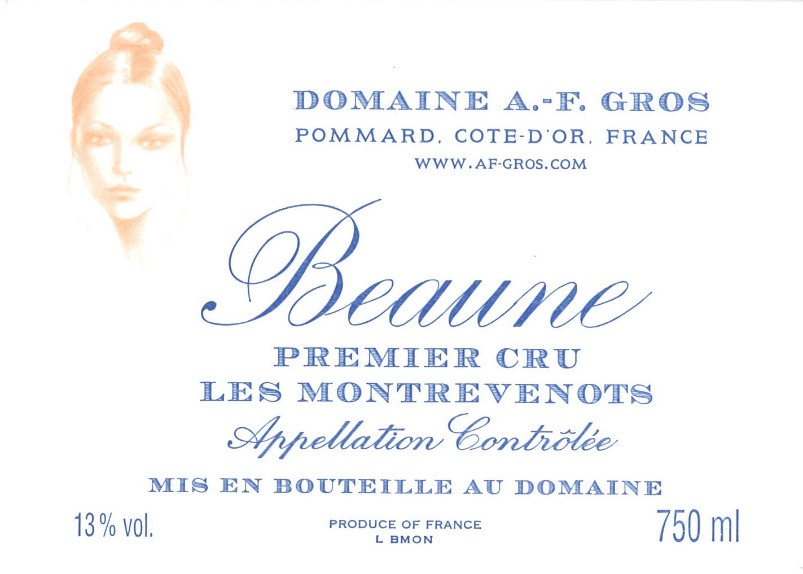 DOMAINE A.-F. GROS
POMMARD, COTE-D'OR, FRANCE
WWW.AF-GROS.COM
Beaune
PREMIER CRU
LES MONTREVENOTS
Appellation Contrôlée
MIS EN BOUTEILLE AU DOMAINE
13% vol.
PRODUCE OF FRANCE
L BMON
750 ml